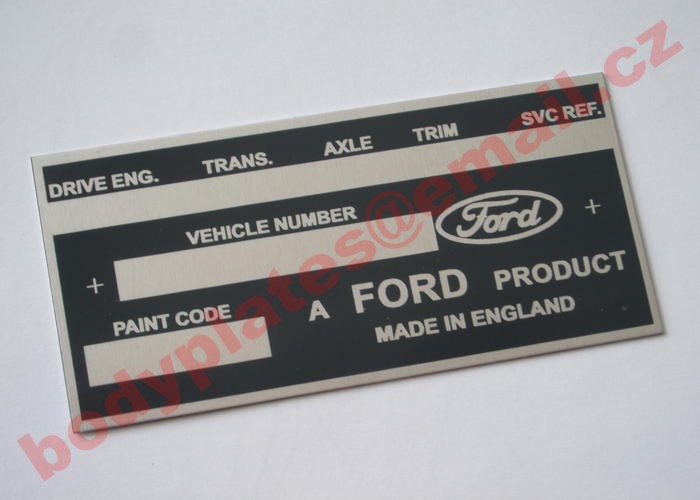 DRIVE ENG. TRANS. AXLE TRIM SVC REF.
VEHICLE NUMBER
Ford
PAINT CODE
A FORD PRODUCT
MADE IN ENGLAND
bodyplates@email.cz